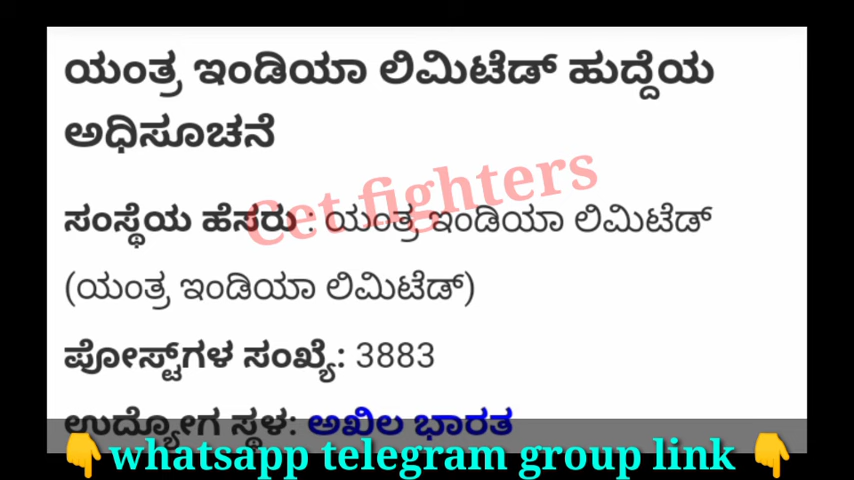 ಯಂತ್ರ ಇಂಡಿಯಾ ಲಿಮಿಟೆಡ್ ಹುದ್ದೆಯ
ಅಧಿಸೂಚನೆ
Cet fighters
ಸಂಸ್ಥೆಯ ಹೆಸರು : ಯಂತ್ರ ಇಂಡಿಯಾ ಲಿಮಿಟೆಡ್
(ಯಂತ್ರ ಇಂಡಿಯಾ ಲಿಮಿಟೆಡ್)
ಪೋಸ್ಟ್‌ಗಳ ಸಂಖ್ಯೆ: 3883
ಉದ್ಯೋಗ ಸ್ಥಳ: ಅಖಿಲ ಭಾರತ
👇whatsapp telegram group link 👇